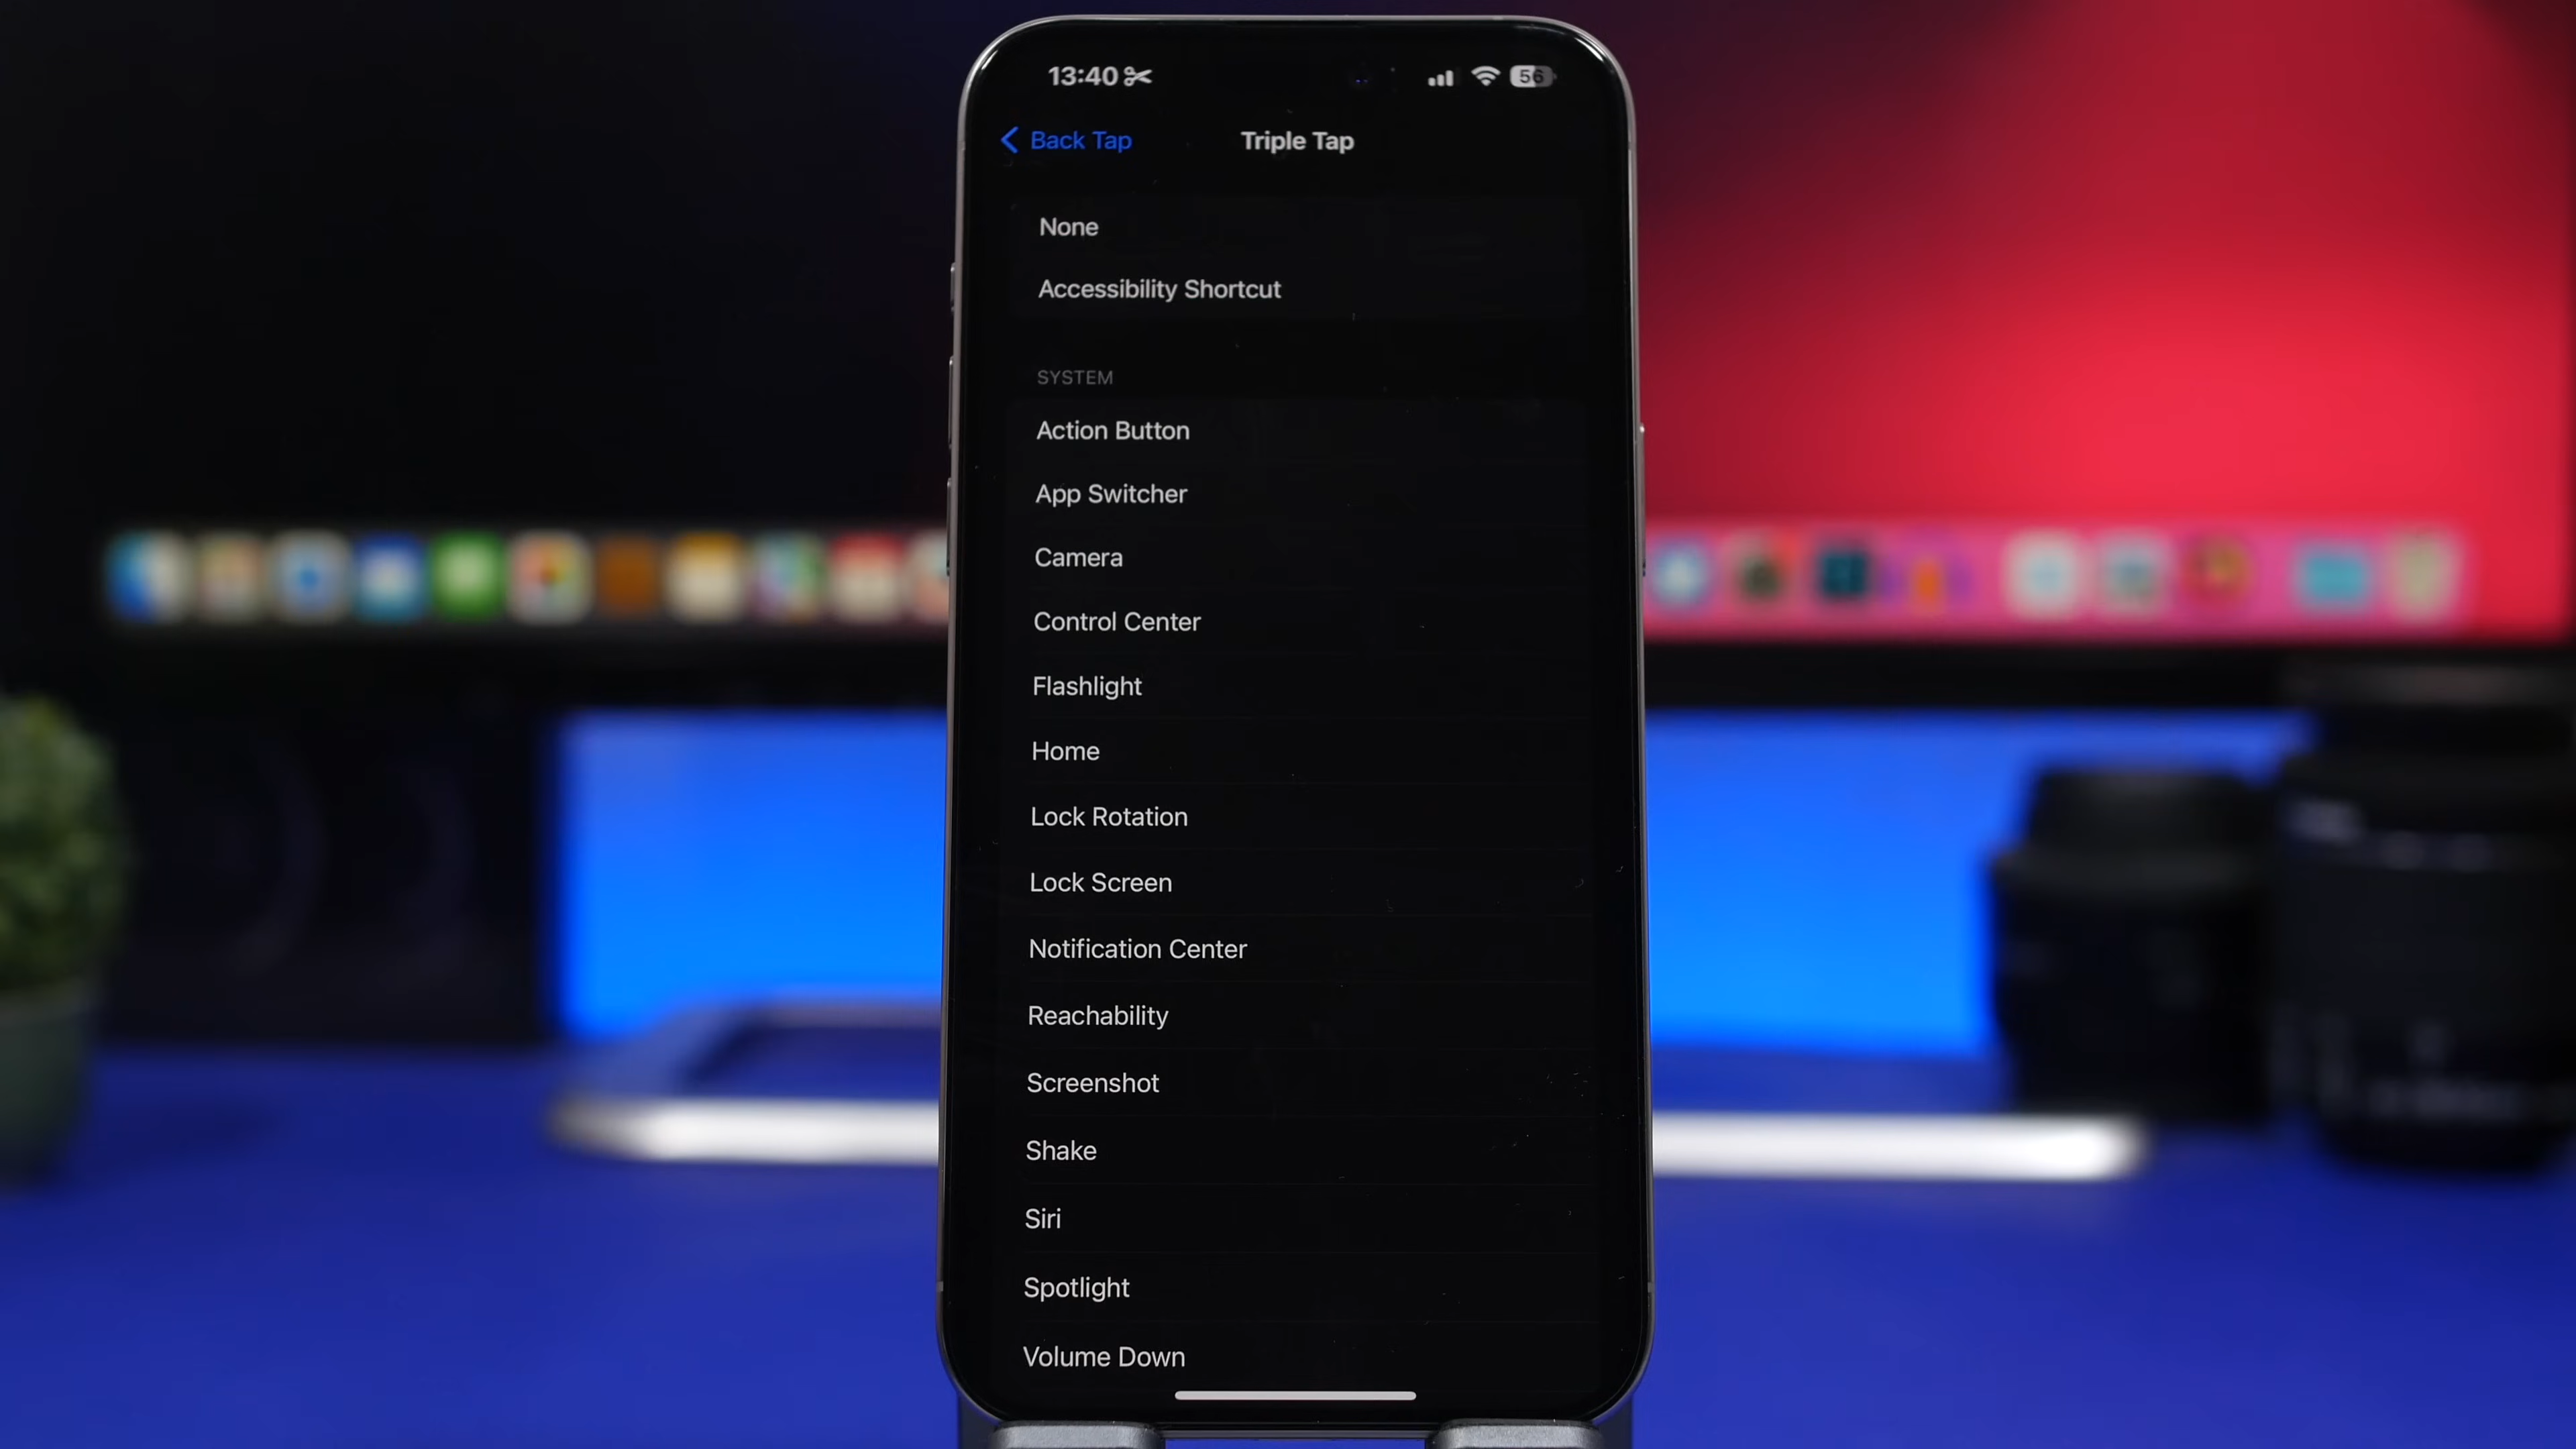 13:40
56
Back Tap
Triple Tap
None
Accessibility Shortcut
SYSTEM
Action Button
App Switcher
Camera
Control Center
Flashlight
Home
Lock Rotation
Lock Screen
Notification Center
Reachability
Screenshot
Shake
Siri
Spotlight
Volume Down